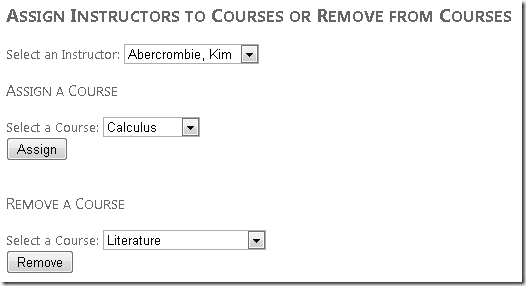 Assign Instructors to Courses or Remove from Courses
Select an Instructor: Abercrombie, Kim
Assign a Course
Select a Course: Calculus
Assign
Remove a Course
Select a Course: Literature
Remove